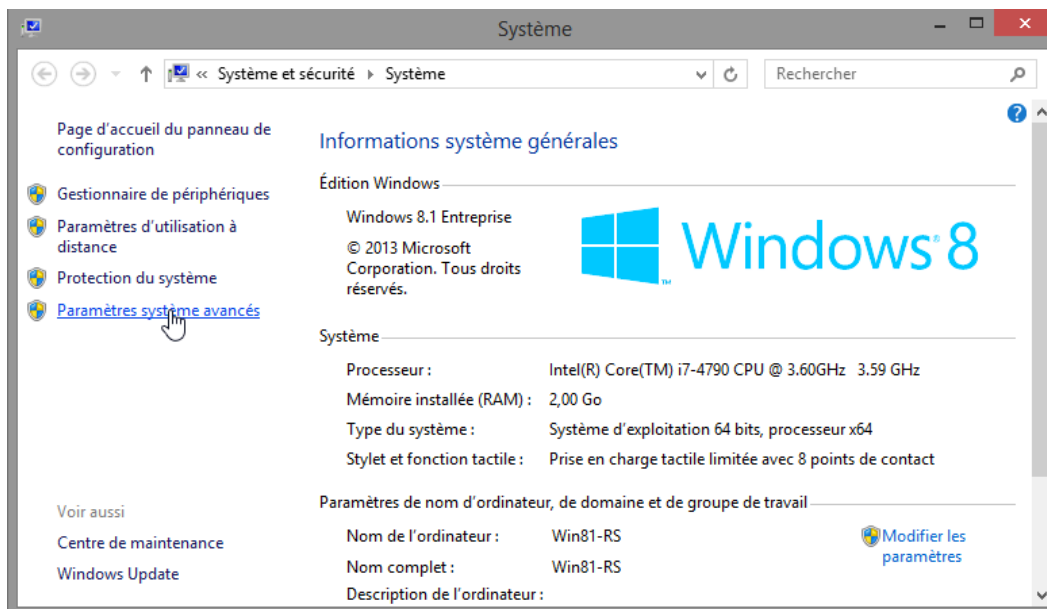 Système
« Système et sécurité Système
Rechercher
Page d'accueil du panneau de
configuration
Gestionnaire de périphériques
Paramètres d'utilisation à
distance
Protection du système
Paramètres système avancés
Voir aussi
Centre de maintenance
Windows Update
Informations système générales
Édition Windows
Windows 8.1 Entreprise
© 2013 Microsoft
Corporation. Tous droits
réservés.
Windows® 8
™
Système
Processeur : Intel(R) Core(TM) i7-4790 CPU @ 3.60GHz 3.59 GHz
Mémoire installée (RAM) : 2,00 Go
Type du système : Système d'exploitation 64 bits, processeur x64
Stylet et fonction tactile : Prise en charge tactile limitée avec 8 points de contact
Paramètres de nom d'ordinateur, de domaine et de groupe de travail
Nom de l'ordinateur : Win81-RS
Modifier les
paramètres
Nom complet : Win81-RS
Description de l'ordinateur :